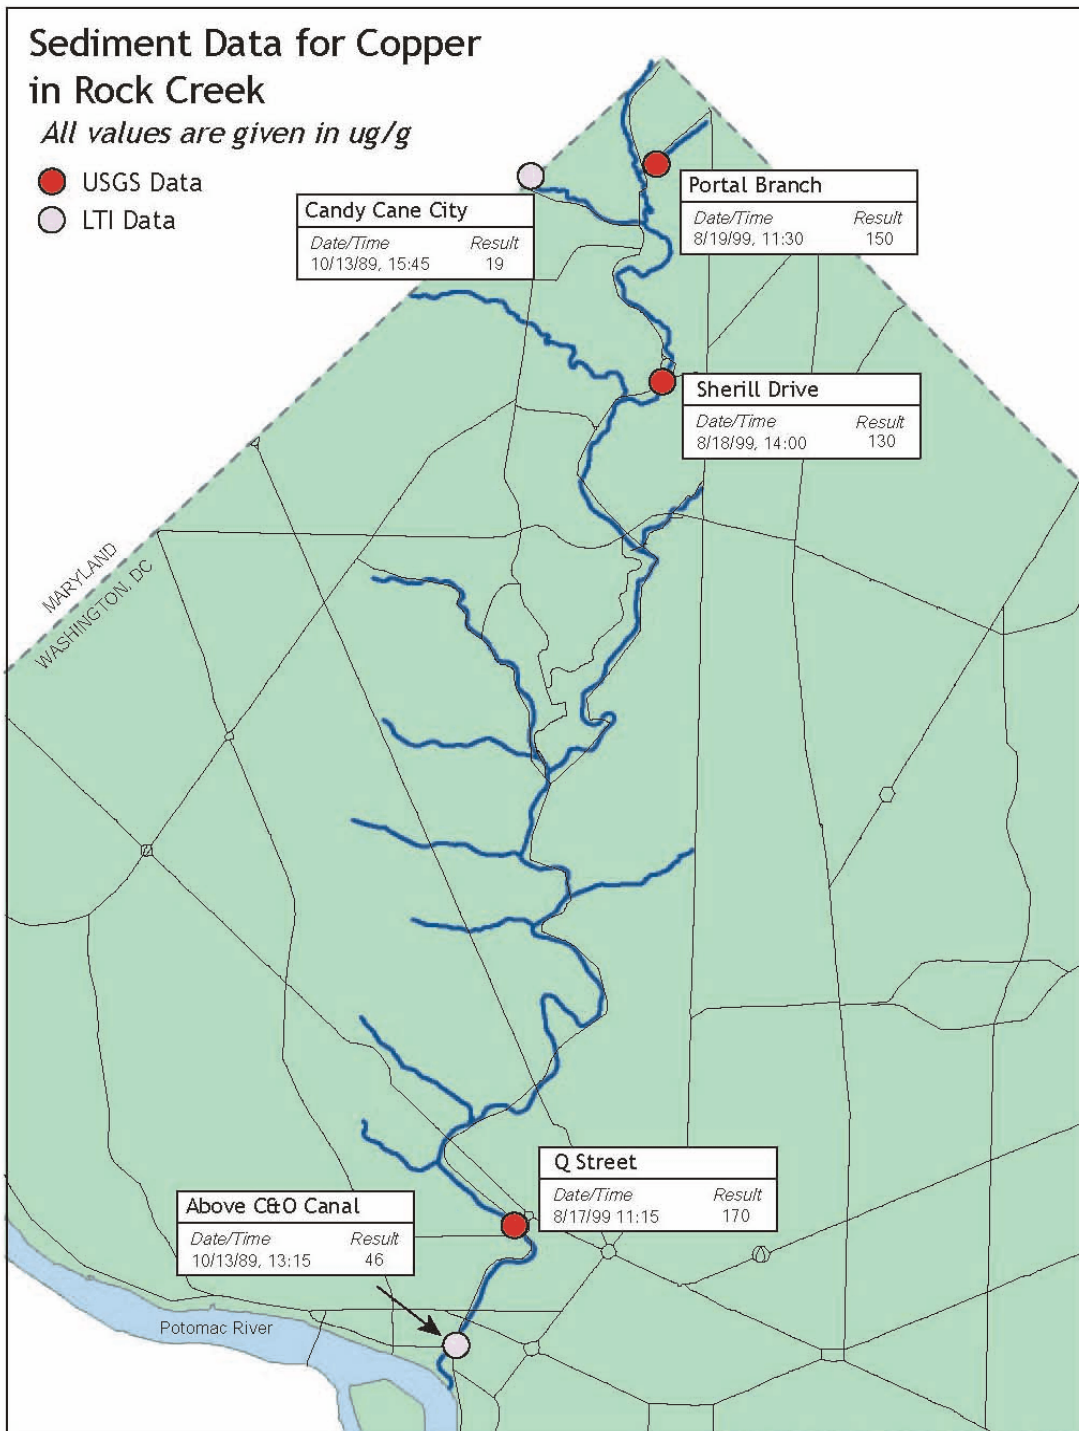 Sediment Data for Copper
in Rock Creek
All values are given in ug/g
USGS Data
LTI Data
Candy Cane City
Date/Time Result
10/13/89, 15:45 19
Portal Branch
Date/Time Result
8/19/99, 11:30 150
Sherill Drive
Date/Time Result
8/18/99, 14:00 130
MARYLAND
WASHINGTON, DC
Q Street
Date/Time Result
8/17/99 11:15 170
Above C&O Canal
Date/Time Result
10/13/89, 13:15 46
Potomac River